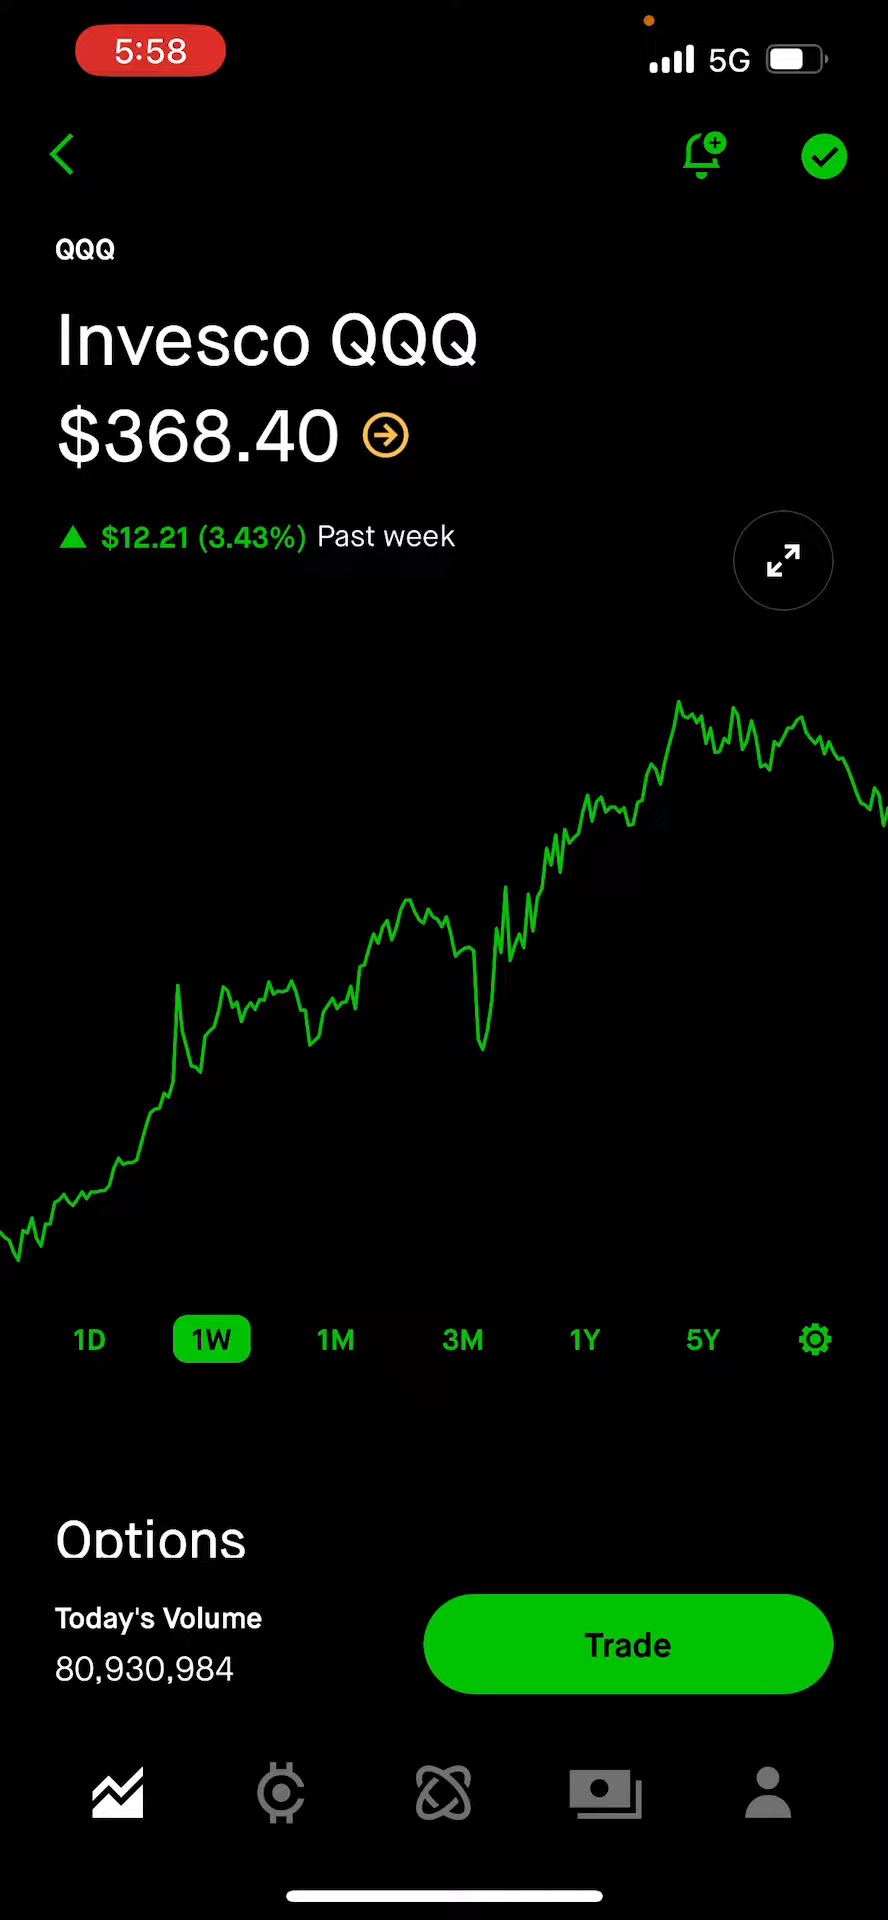 5:58
5G
QQQ
Invesco QQQ
$368.40
$12.21 (3.43%) Past week
1D 1W 1M 3M 1Y 5Y
Options
Today's Volume
80,930,984
Trade